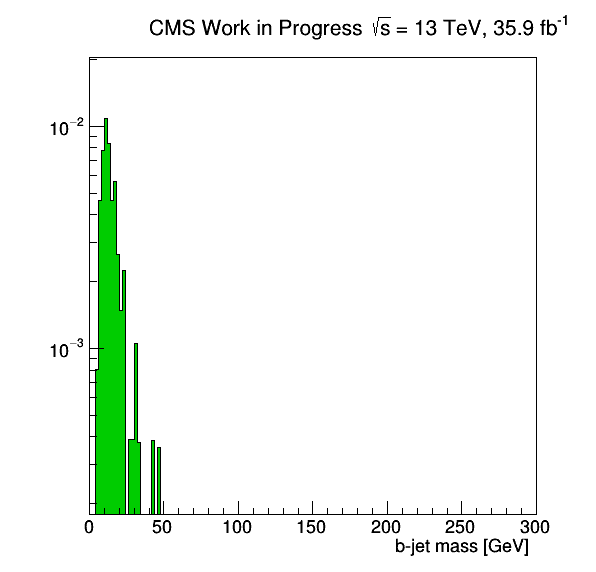 CMS Work in Progress √s = 13 TeV, 35.9 fb⁻¹
10⁻²
10⁻³
0 50 100 150 200 250 300
b-jet mass [GeV]